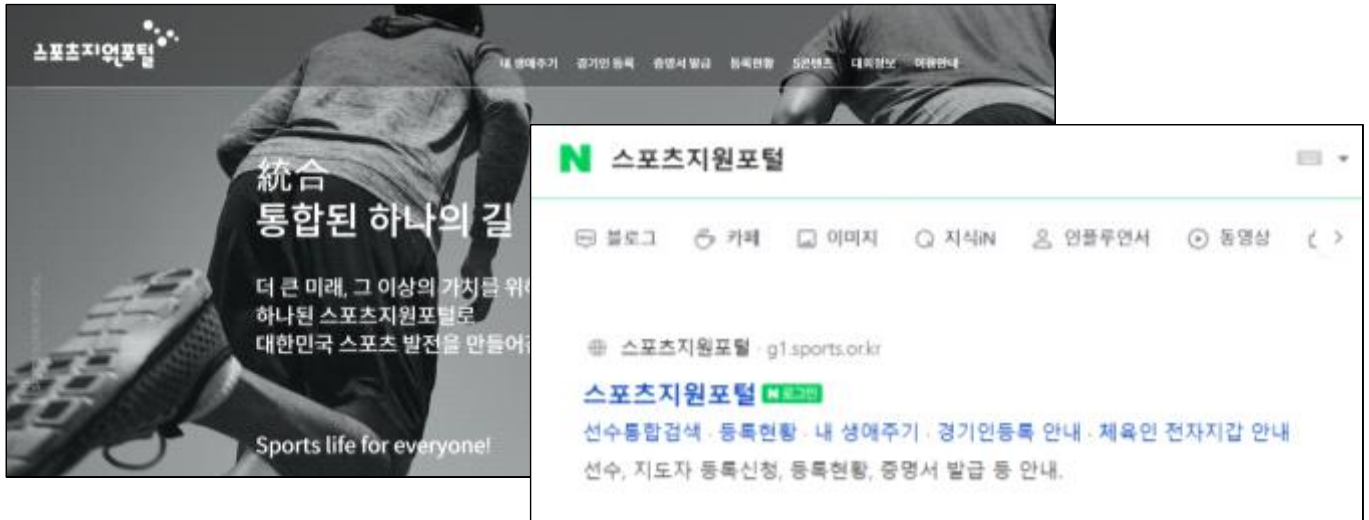 스포츠지원포털
내 생애주기 경기인 등록 증명서 발급 등록현황 S콘텐츠 대회정보 이용안내
統合
통합된 하나의 길
더 큰 미래, 그 이상의 가치를 위
하나된 스포츠지원포털로
대한민국 스포츠 발전을 만들어
Sports life for everyone!
N 스포츠지원포털
블로그 카페 이미지 지식iN 인플루언서 동영상
스포츠지원포털 · g1.sports.or.kr
스포츠지원포털 N 로그인
선수통합검색 · 등록현황 · 내 생애주기 · 경기인등록 안내 · 체육인 전자지갑 안내
선수, 지도자 등록신청, 등록현황, 증명서 발급 등 안내.